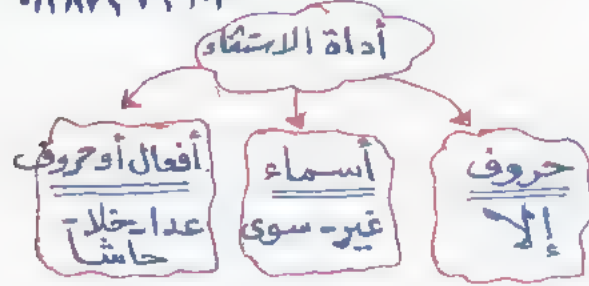 أداة الاستثناء
حروف
إلا
أسماء
غير - سوى
أفعال أو حروف
عدا - خلا -
حاشا